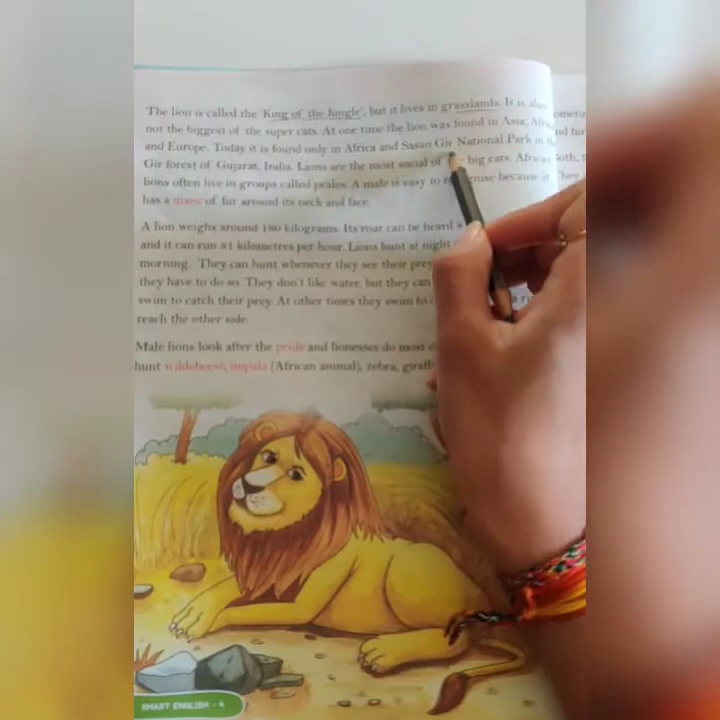 The lion is called the 'King of the Jungle', but it lives in grasslands. It is also
not the biggest of the super cats. At one time the lion was found in Asia, Africa
and Europe. Today it is found only in Africa and Sasan Gir National Park in the
Gir forest of Gujarat, India. Lions are the most social of big cats. African
lions often live in groups called prides. A male is easy to because it
has a mane of fur around its neck and face.
A lion weighs around 180 kilograms. Its roar can be heard
and it can run 81 kilometres per hour. Lions hunt at night
morning. They can hunt whenever they see their prey
they have to do so. They don't like water, but they can
swim to catch their prey. At other times they swim to
reach the other side.
Male lions look after the pride and lionesses do most
hunt wildebeest, impala (African animal), zebra,
SMART ENGLISH - 4